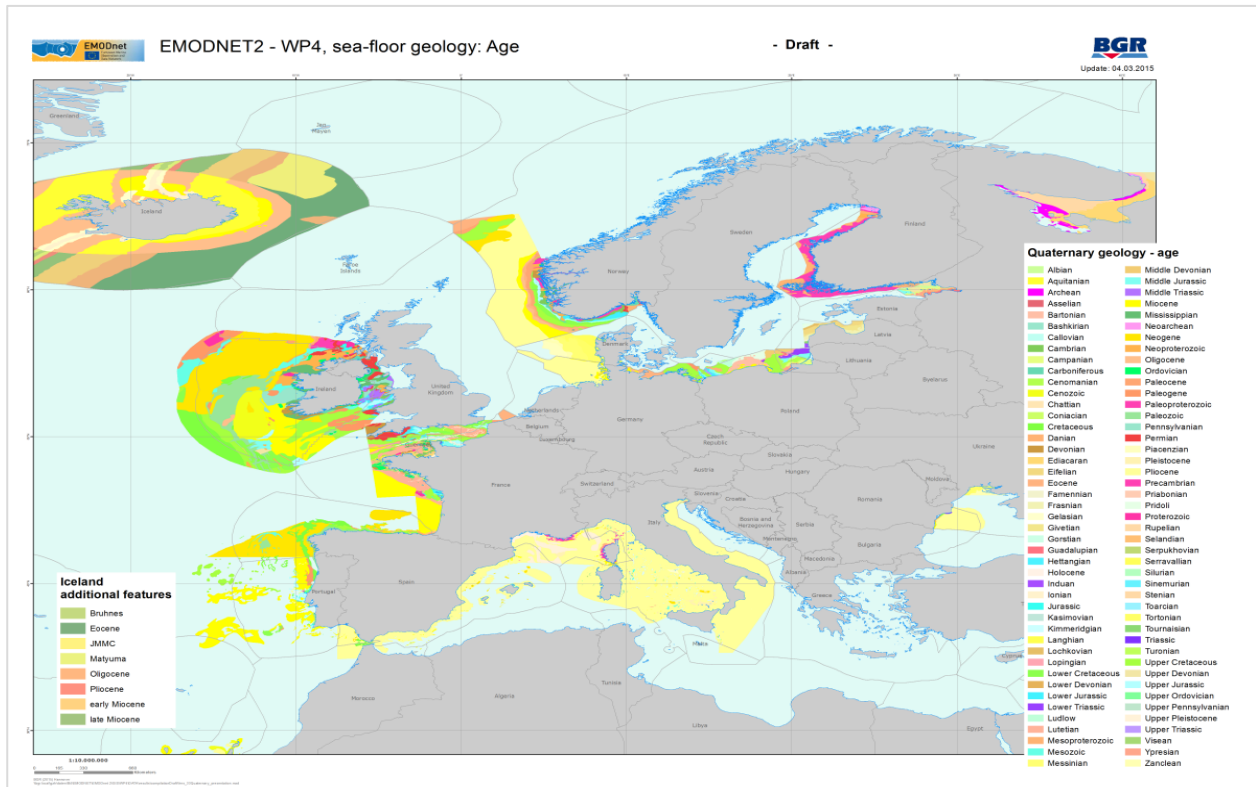 EMODnet
EMODNET2 - WP4, sea-floor geology: Age
- Draft -
BGR
Update: 04.03.2015
Greenland
Jan
Mayen
Iceland
Faroe
Islands
Norway
Sweden
Finland
Estonia
Latvia
Lithuania
Denmark
Byelarus
Ireland
United
Kingdom
Netherlands
Belgium
Luxembourg
Germany
Poland
Czech
Republic
Slovakia
Ukraine
Moldova
France
Switzerland
Austria
Hungary
Slovenia
Croatia
Romania
Bosnia and
Herzegovina
Serbia
Montenegro
Bulgaria
Italy
Macedonia
Albania
Greece
Portugal
Spain
Malta
Morocco
Algeria
Tunisia
Libya
Egypt
Quaternary geology - age
Albian
Aquitanian
Archean
Asselian
Bartonian
Bashkirian
Callovian
Cambrian
Campanian
Carboniferous
Cenomanian
Cenozoic
Chattian
Coniacian
Cretaceous
Danian
Devonian
Ediacaran
Eifelian
Eocene
Famennian
Frasnian
Gelasian
Givetian
Gorstian
Guadalupian
Hettangian
Holocene
Induan
Ionian
Jurassic
Kasimovian
Kimmeridgian
Langhian
Lochkovian
Lopingian
Lower Cretaceous
Lower Devonian
Lower Jurassic
Lower Triassic
Ludlow
Lutetian
Mesoproterozoic
Mesozoic
Messinian
Middle Devonian
Middle Jurassic
Middle Triassic
Miocene
Mississippian
Neoarchean
Neogene
Neoproterozoic
Oligocene
Ordovician
Paleocene
Paleogene
Paleoproterozoic
Paleozoic
Pennsylvanian
Permian
Piacenzian
Pleistocene
Pliocene
Precambrian
Priabonian
Pridoli
Proterozoic
Rupelian
Selandian
Serpukhovian
Serravallian
Silurian
Sinemurian
Stenian
Toarcian
Tortonian
Tournaisian
Triassic
Turonian
Upper Cretaceous
Upper Devonian
Upper Jurassic
Upper Ordovician
Upper Pennsylvanian
Upper Pleistocene
Upper Triassic
Visean
Ypresian
Zanclean
Iceland
additional features
Bruhnes
Eocene
JMMC
Matyuma
Oligocene
Pliocene
early Miocene
late Miocene
1:10.000.000